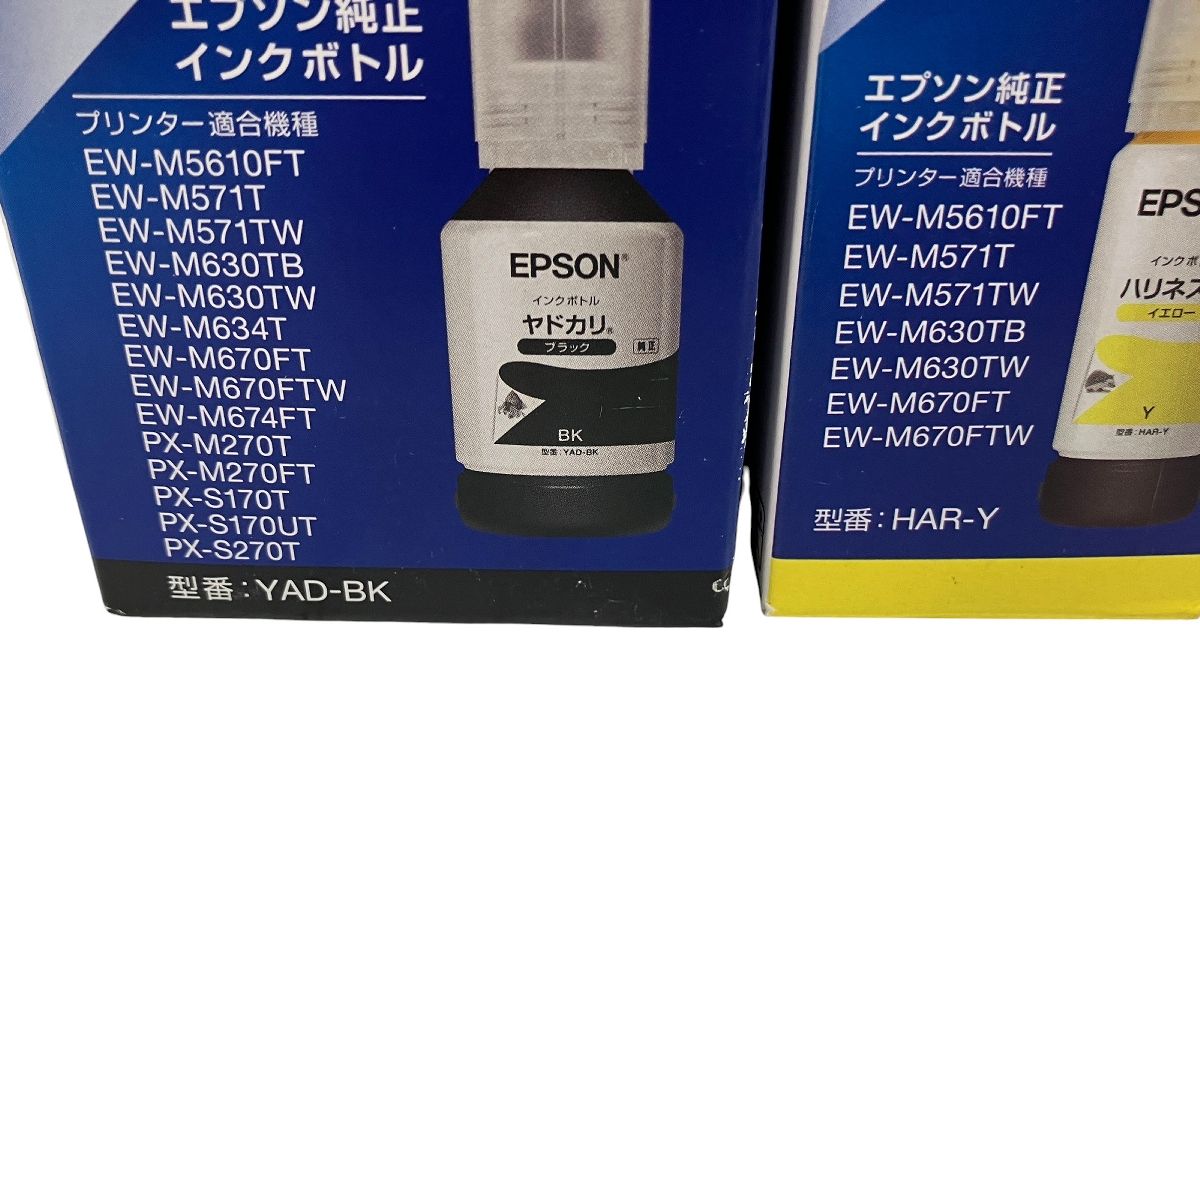 エプソン純正
インクボトル
プリンター適合機種
EW-M5610FT
EW-M571T
EW-M571TW
EW-M630TB
EW-M630TW
EW-M634T
EW-M670FT
EW-M670FTW
EW-M674FT
PX-M270T
PX-M270FT
PX-S170T
PX-S170UT
PX-S270T
型番：YAD-BK
EPSON®
インクボトル
ヤドカリ®
ブラック
純正
BK
型番：YAD-BK
エプソン純正
インクボトル
プリンター適合機種
EW-M5610FT
EW-M571T
EW-M571TW
EW-M630TB
EW-M630TW
EW-M670FT
EW-M670FTW
型番：HAR-Y
EPS
インクボ
ハリネス
イエロー
Y
型番：HAR-Y